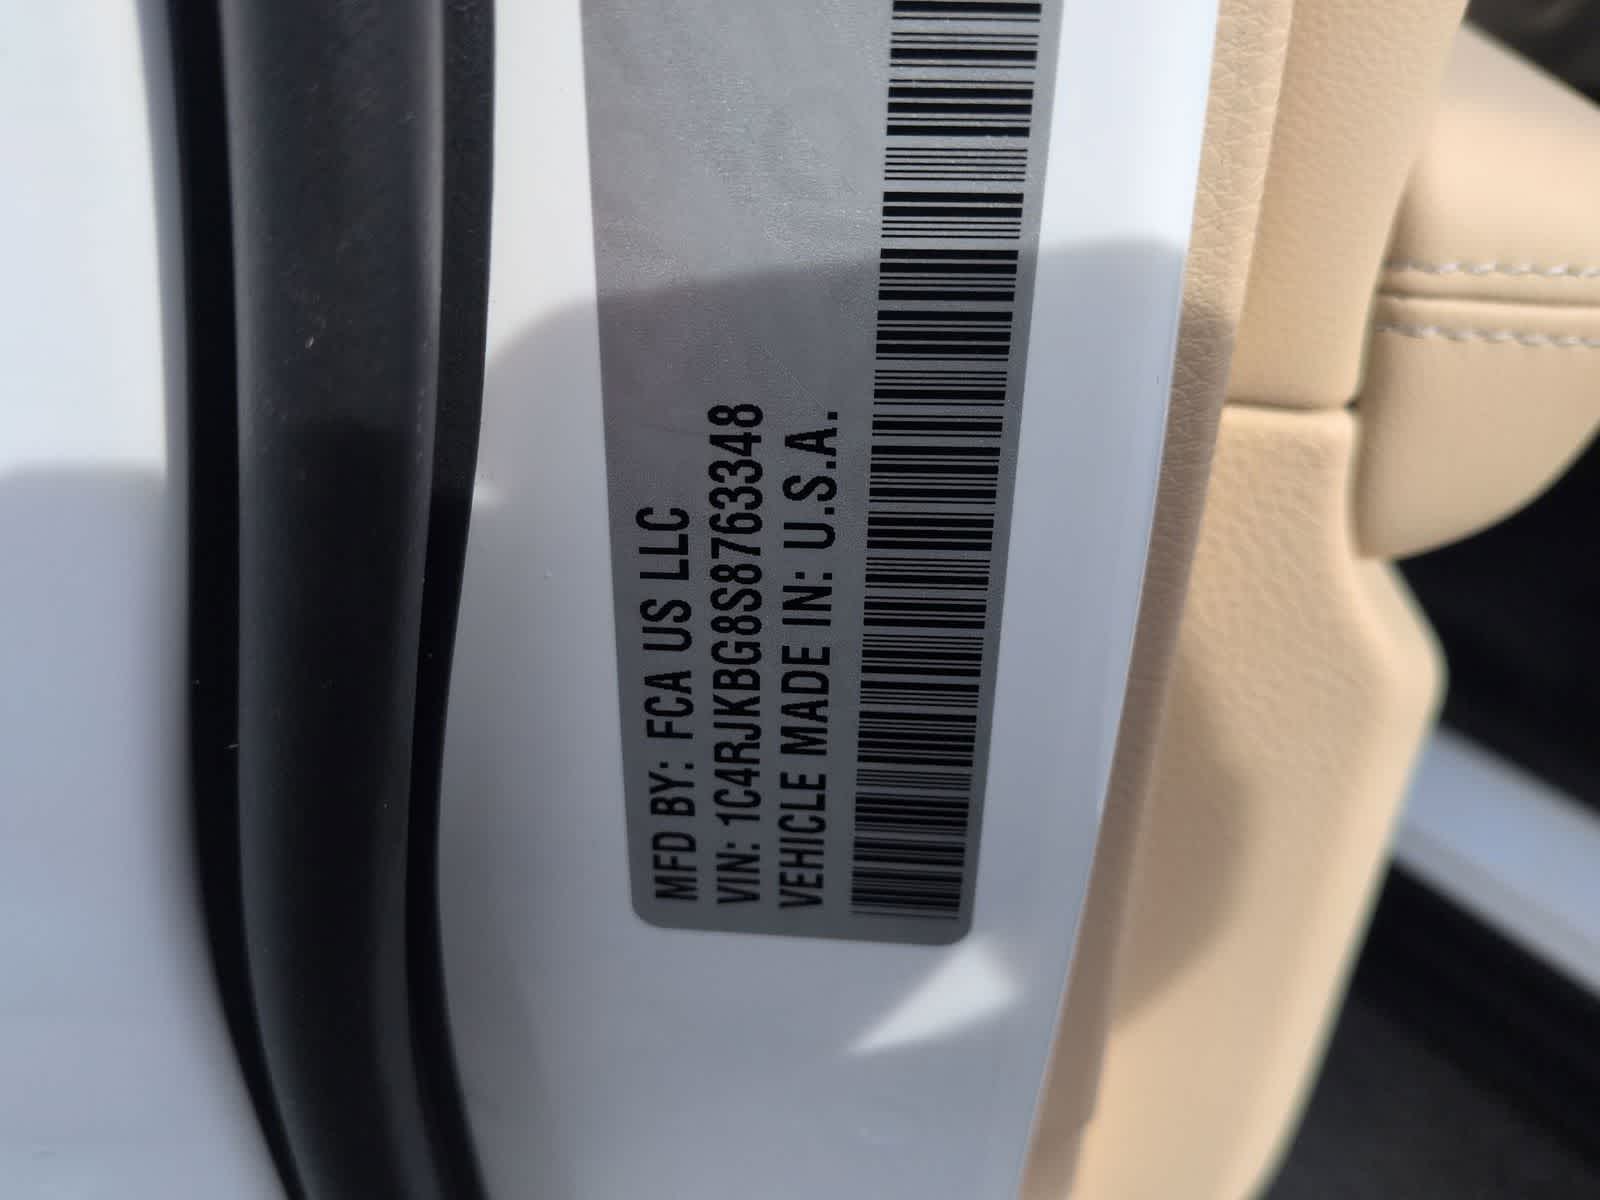 MFD BY: FCA US LLC
VIN: 1C4RJKBG8S8763348
VEHICLE MADE IN: U.S.A.